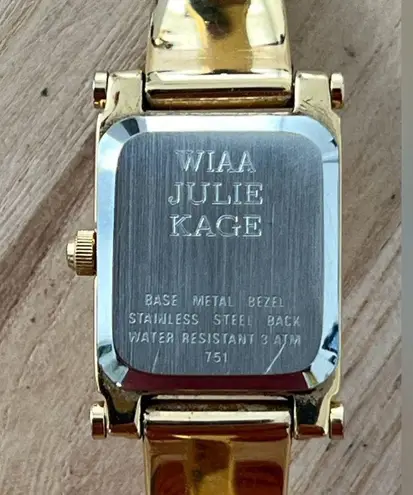 WIAA
JULIE
KAGE
BASE METAL BEZEL
STAINLESS STEEL BACK
WATER RESISTANT 3 ATM
751